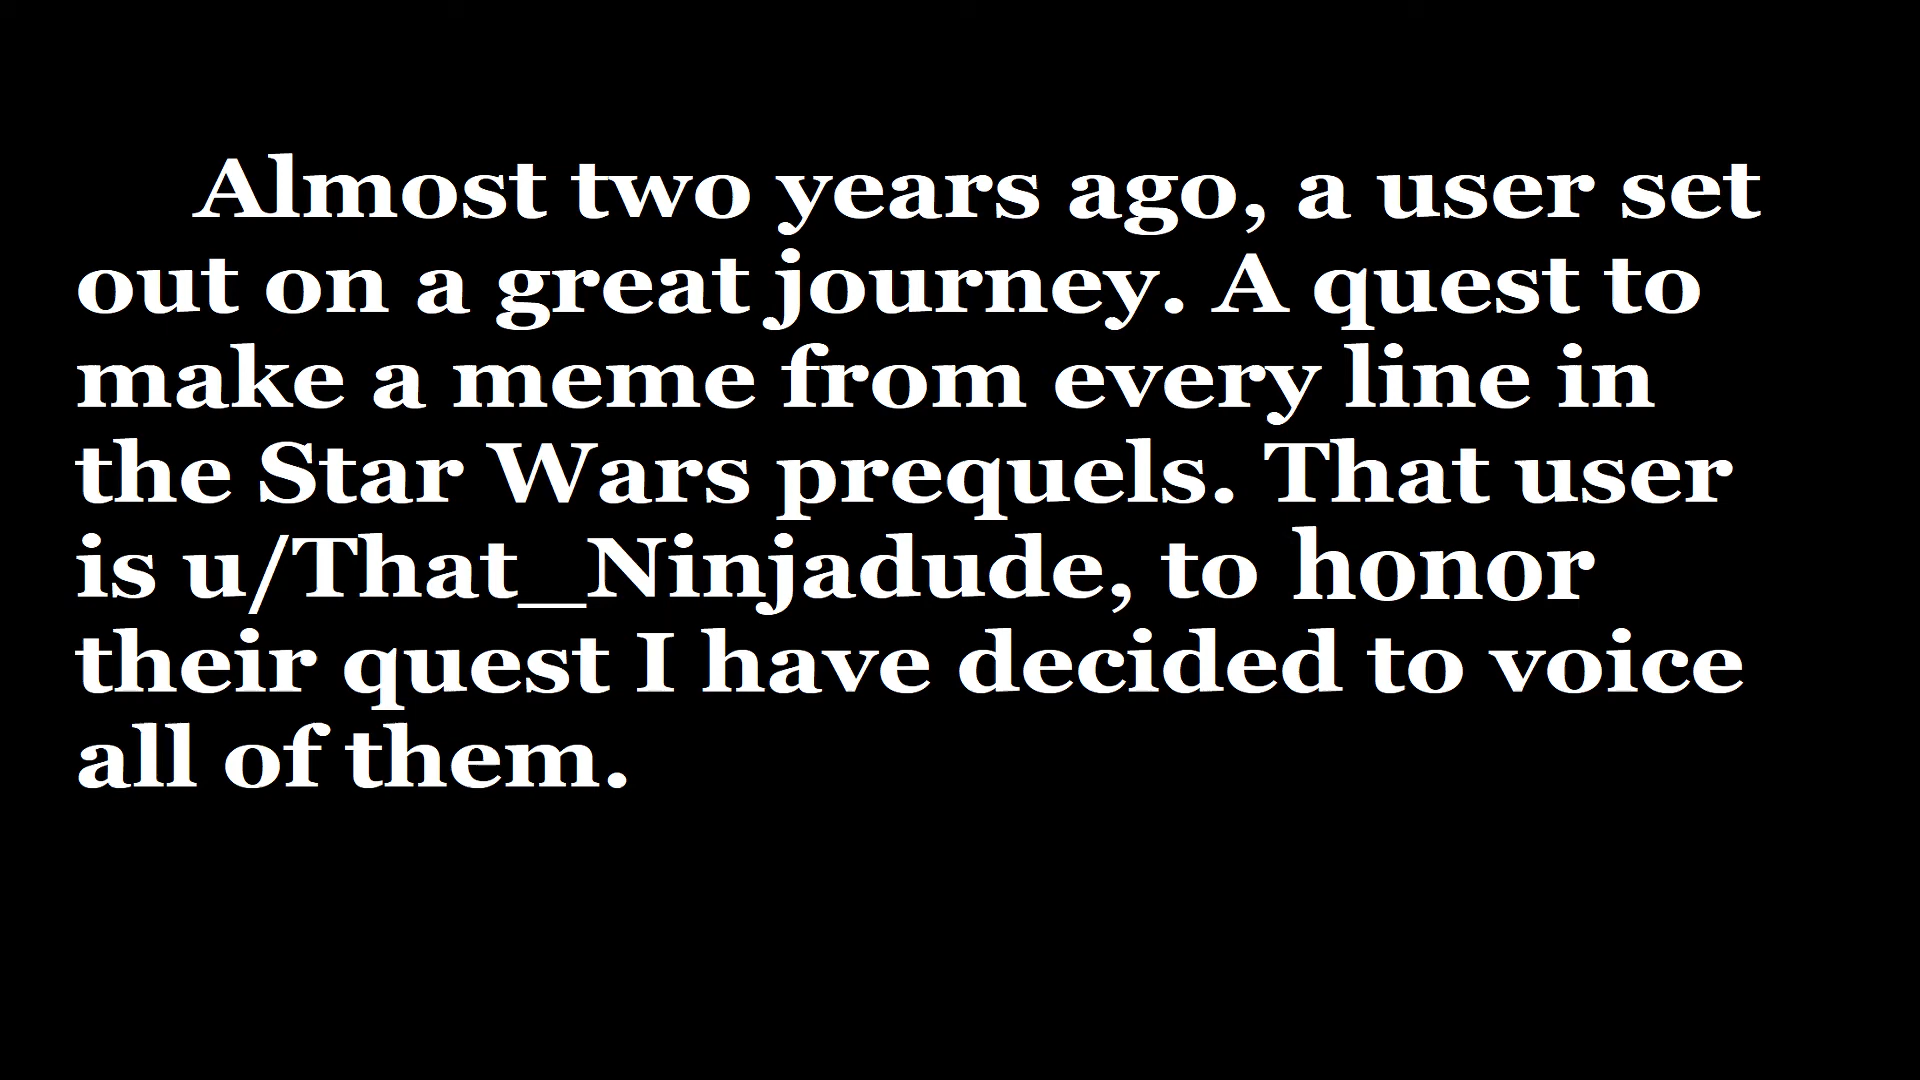 Almost two years ago, a user set
out on a great journey. A quest to
make a meme from every line in
the Star Wars prequels. That user
is u/That_Ninjadude, to honor
their quest I have decided to voice
all of them.